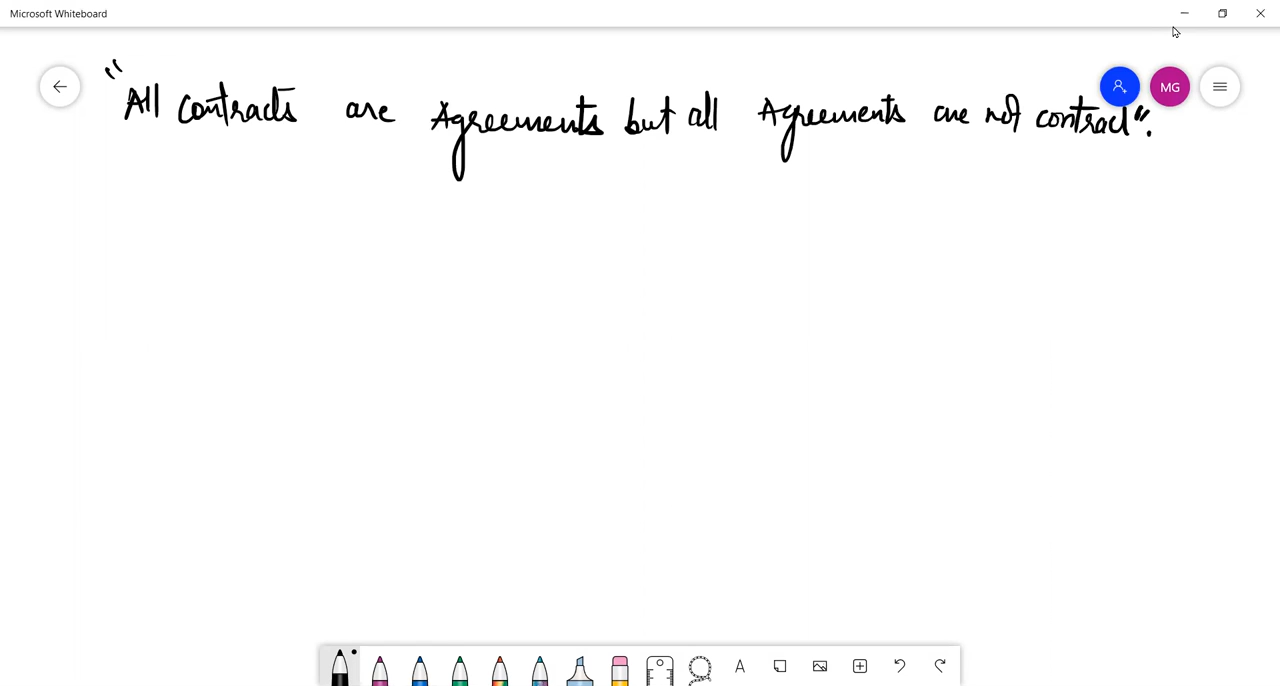 Microsoft Whiteboard
"All contracts are Agreements but all Agreements are not contract".
MG
A